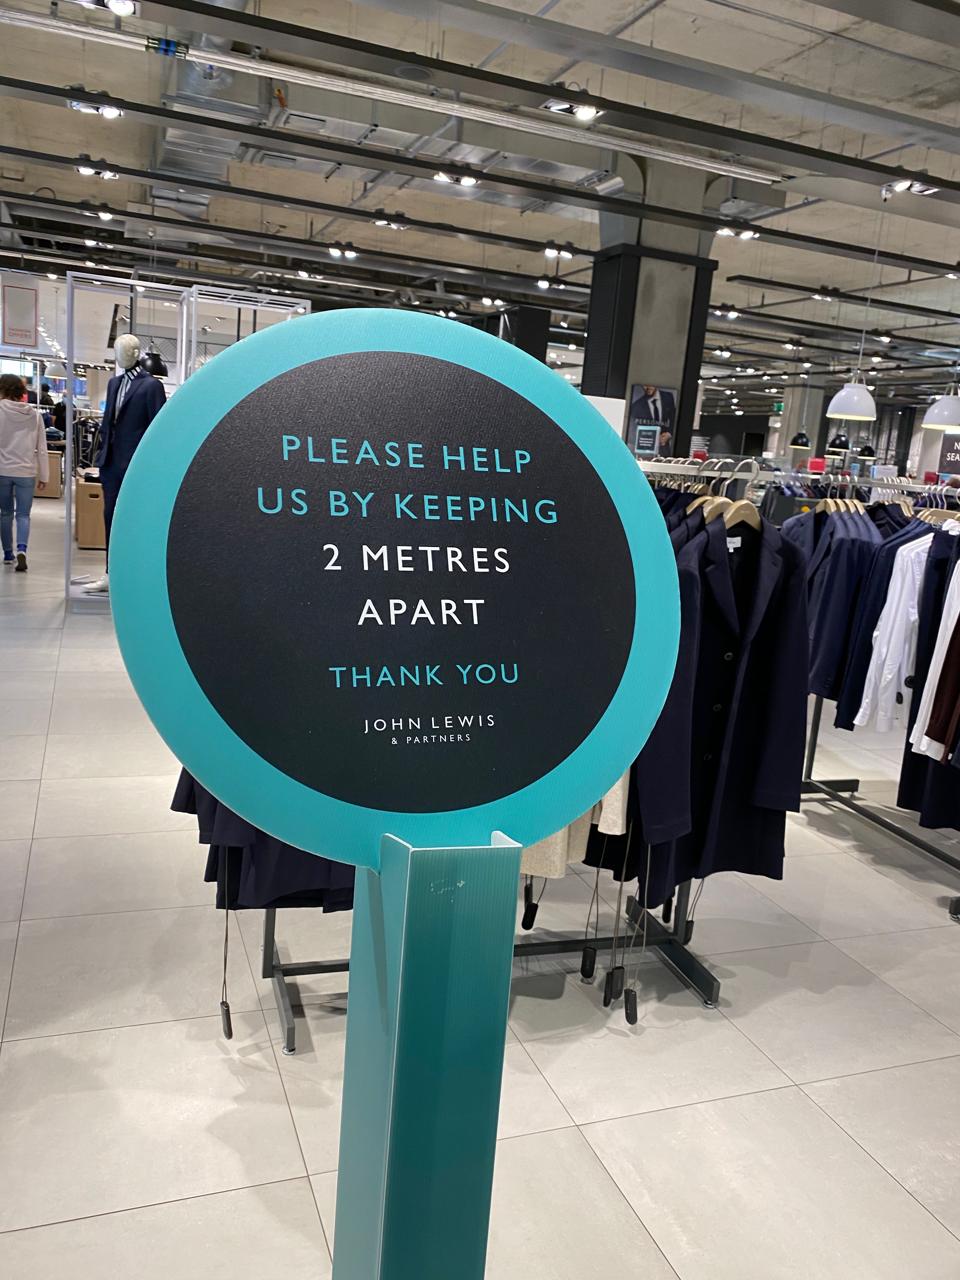 PLEASE HELP
US BY KEEPING
2 METRES
APART
THANK YOU
JOHN LEWIS
& PARTNERS